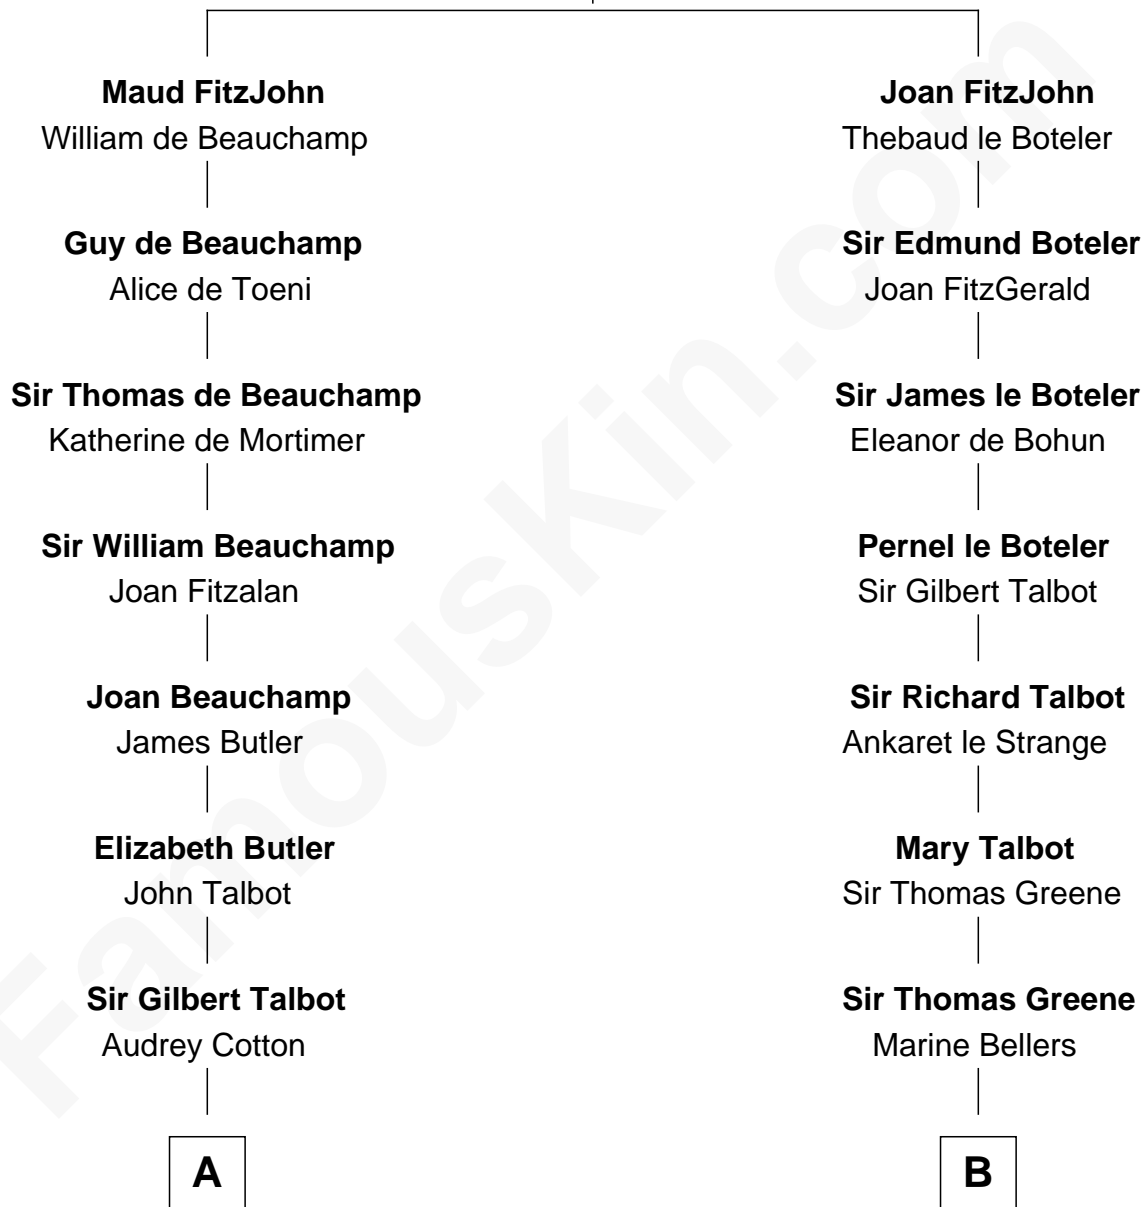 Maud FitzJohn
William de Beauchamp
Joan FitzJohn
Thebaud le Boteler
Guy de Beauchamp
Alice de Toeni
Sir Edmund Boteler
Joan FitzGerald
Sir Thomas de Beauchamp
Katherine de Mortimer
Sir James le Boteler
Eleanor de Bohun
Sir William Beauchamp
Joan Fitzalan
Pernel le Boteler
Sir Gilbert Talbot
Joan Beauchamp
James Butler
Sir Richard Talbot
Ankaret le Strange
Elizabeth Butler
John Talbot
Mary Talbot
Sir Thomas Greene
Sir Gilbert Talbot
Audrey Cotton
Sir Thomas Greene
Marine Bellers
A
B
FamousKin.com